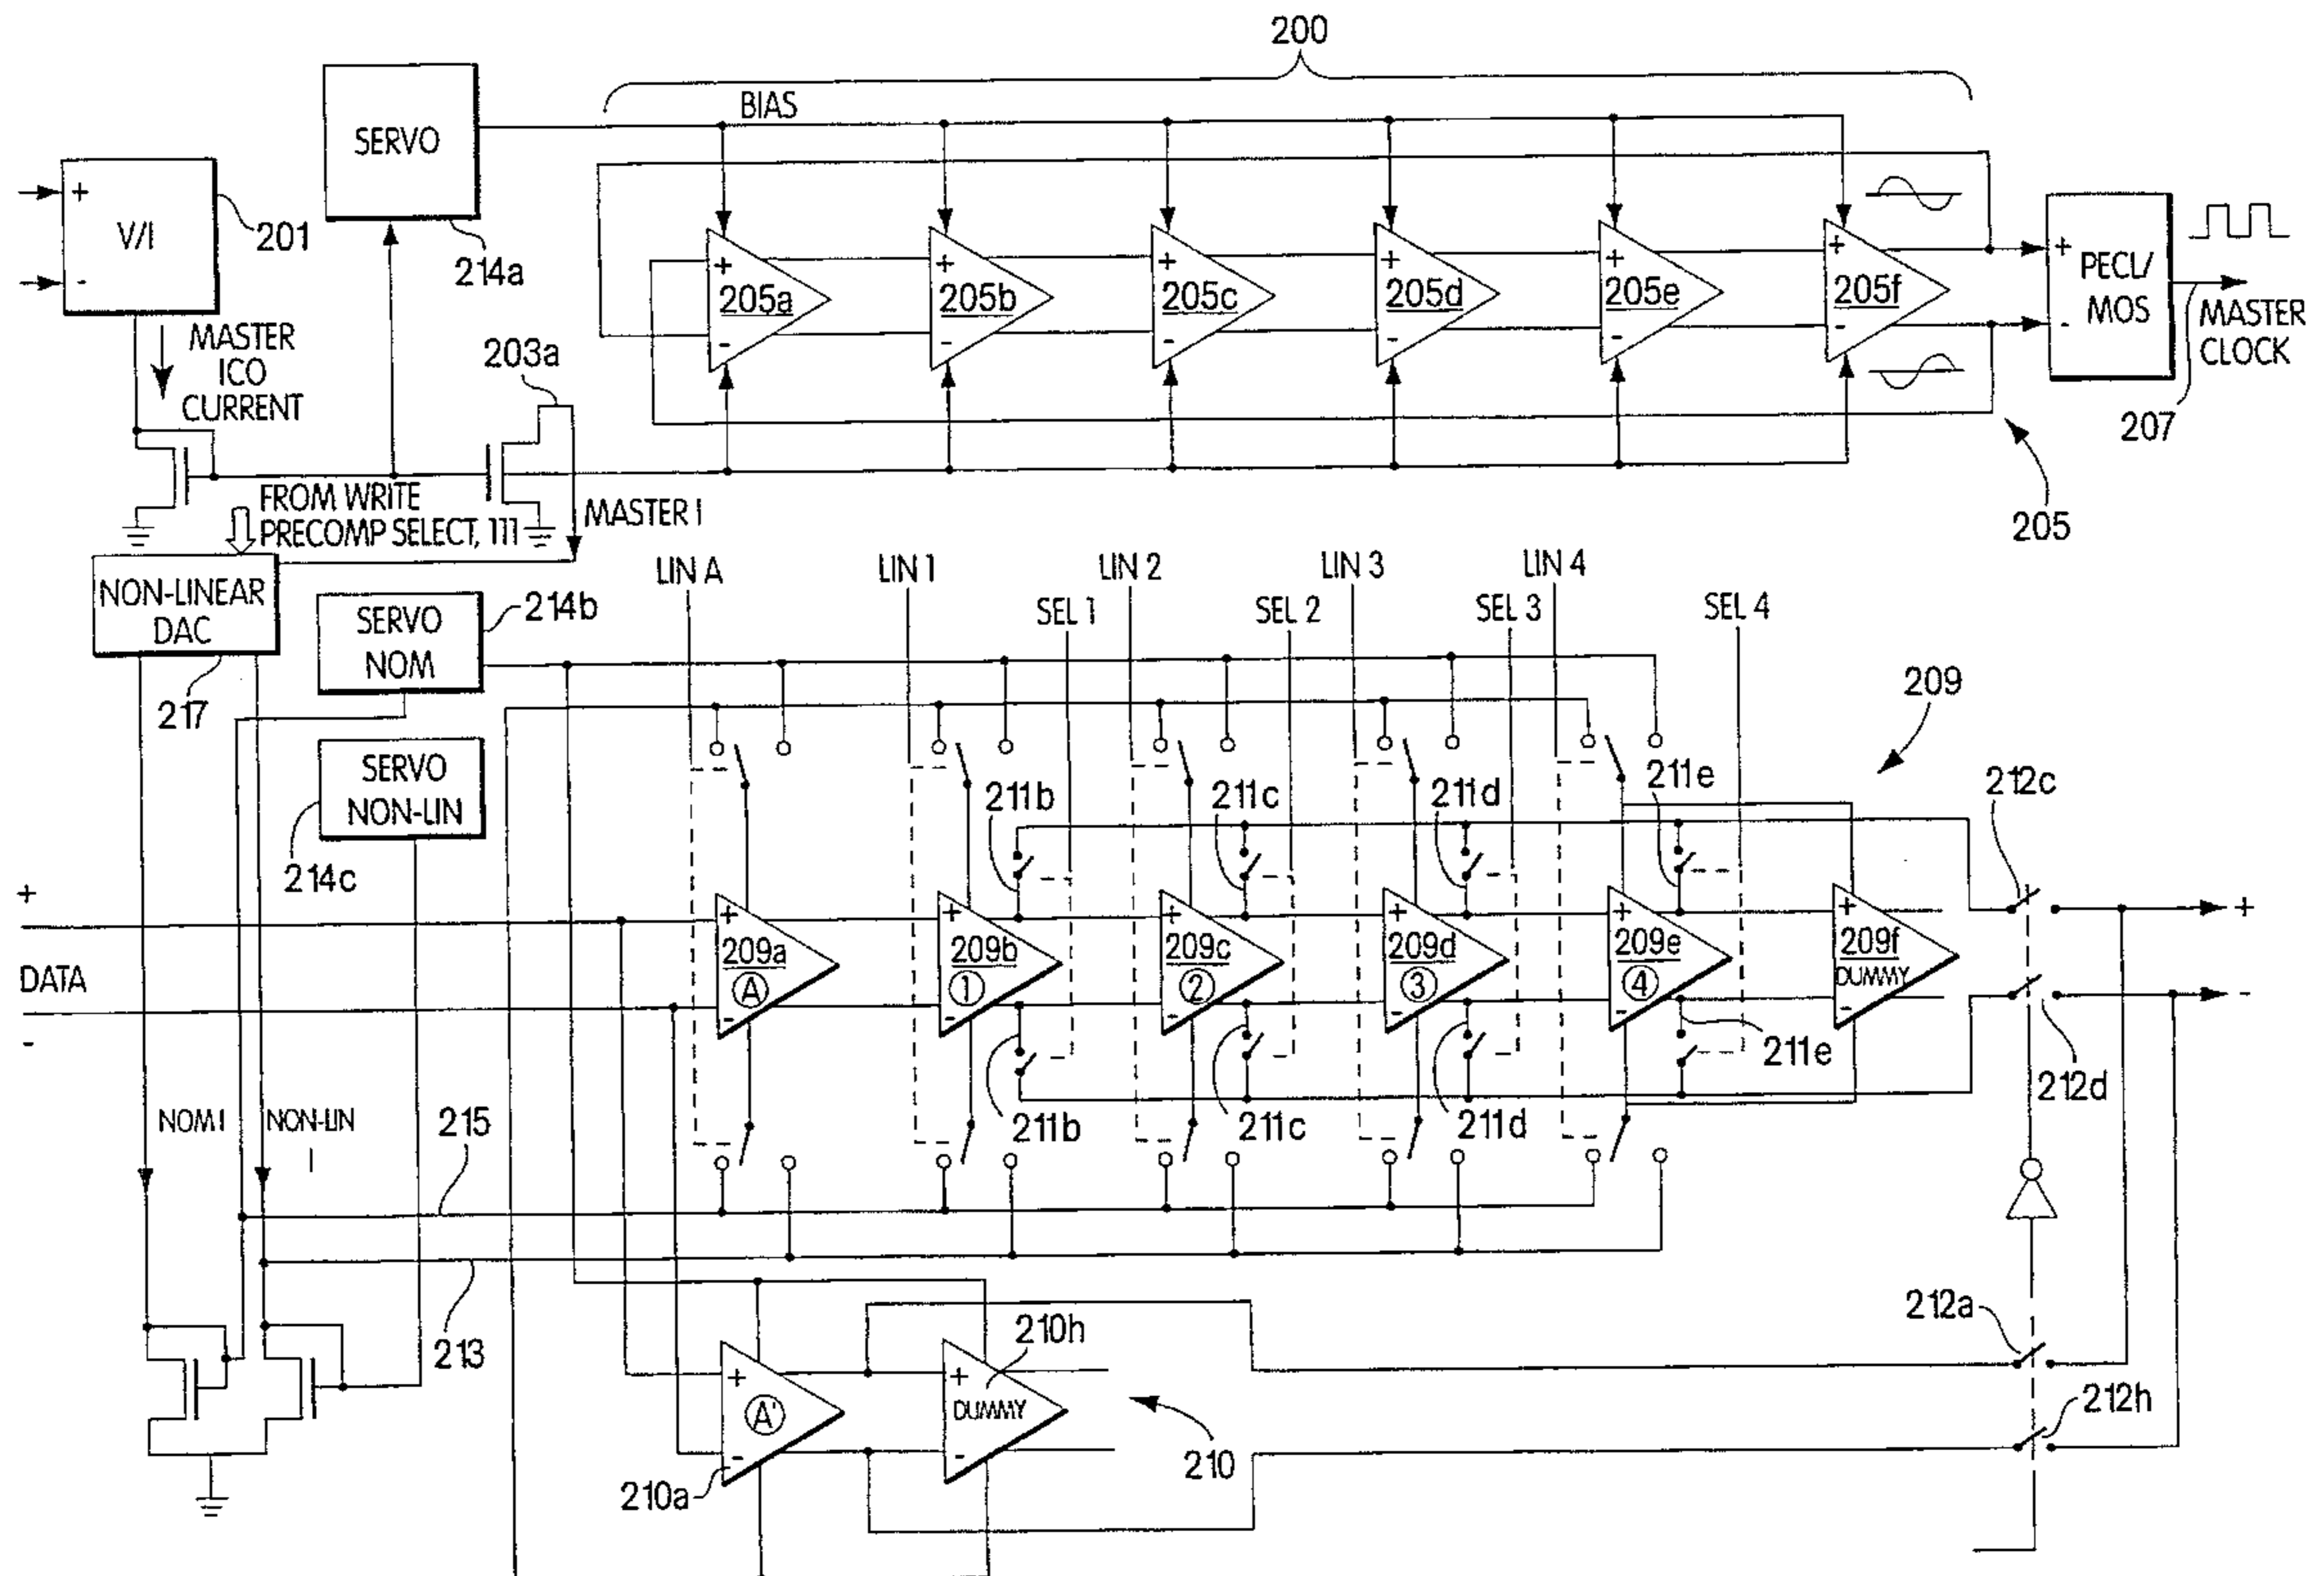 200
SERVO
BIAS
+
V/I
-
201
214a
MASTER
ICO
CURRENT
203a
+
205a
-
+
205b
-
+
205c
-
+
205d
-
+
205e
-
+
205f
-
+
PECL/
MOS
-
MASTER
CLOCK
207
205
FROM WRITE
PRECOMP SELECT, 111
MASTER I
NON-LINEAR
DAC
217
SERVO
NOM
214b
SERVO
NON-LIN
214c
LIN A
LIN 1
SEL 1
LIN 2
SEL 2
LIN 3
SEL 3
LIN 4
SEL 4
209
211b
211c
211d
211e
212c
+
DATA
-
+
209a
A
-
+
209b
1
-
+
209c
2
-
+
209d
3
-
+
209e
4
-
+
209f
DUMMY
-
+
-
211b
211c
211d
211e
212d
NOM I
NON-LIN
I
215
213
+
A'
-
210a
210h
+
DUMMY
-
210
212a
212h